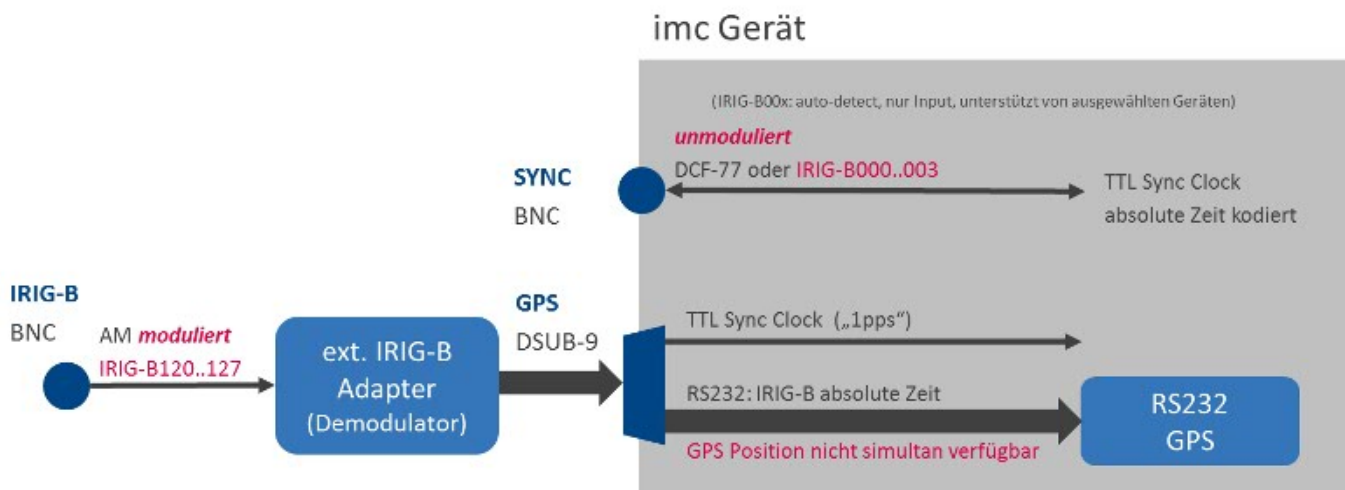 imc Gerät
(IRIG-B00x: auto-detect, nur Input, unterstützt von ausgewählten Geräten)
unmoduliert
DCF-77 oder IRIG-B000..003
SYNC
BNC
TTL Sync Clock
absolute Zeit kodiert
IRIG-B
BNC
AM moduliert
IRIG-B120..127
ext. IRIG-B
Adapter
(Demodulator)
GPS
DSUB-9
TTL Sync Clock („1pps“)
RS232: IRIG-B absolute Zeit
GPS Position nicht simultan verfügbar
RS232
GPS